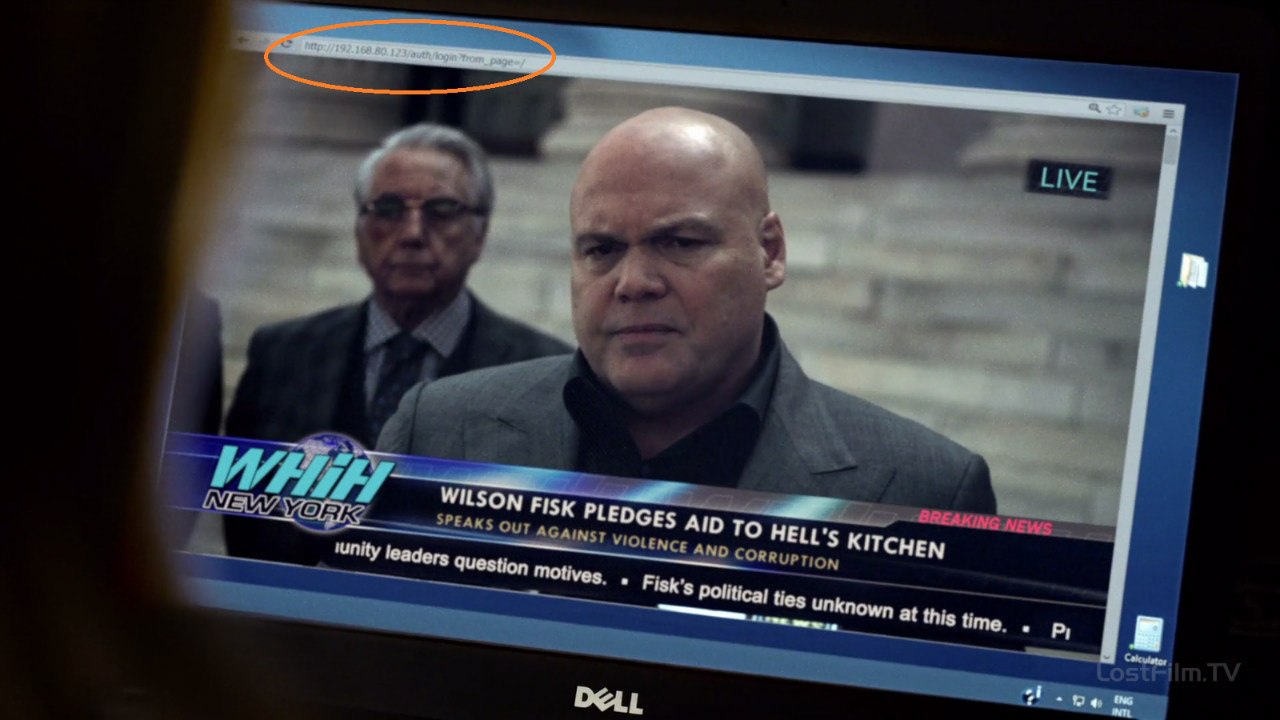 http://192.168.80.123/auth/login?from_page=/
LIVE
WHiH
NEW YORK
BREAKING NEWS
WILSON FISK PLEDGES AID TO HELL'S KITCHEN
SPEAKS OUT AGAINST VIOLENCE AND CORRUPTION
unity leaders question motives. ▪ Fisk's political ties unknown at this time. ▪ P
Calculator
LostFilm.TV
ENG
INTL
DELL